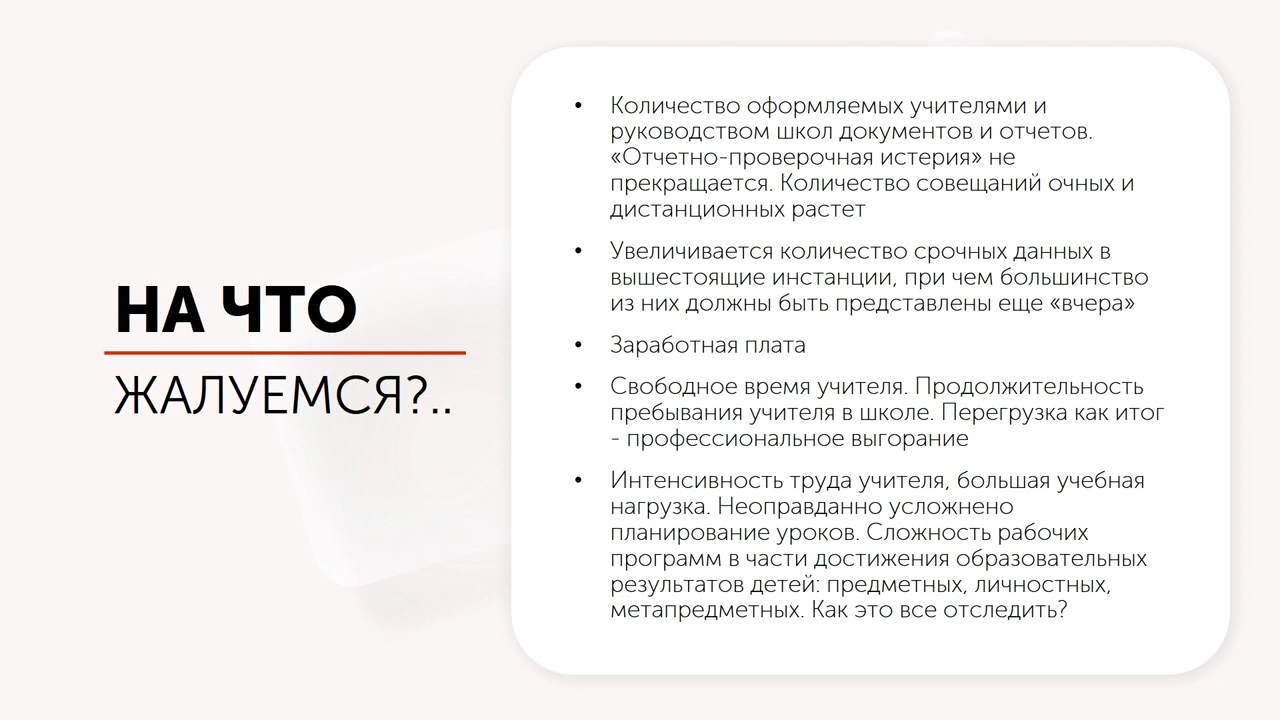 НА ЧТО
ЖАЛУЕМСЯ?..
• Количество оформляемых учителями и
руководством школ документов и отчетов.
«Отчетно-проверочная истерия» не
прекращается. Количество совещаний очных и
дистанционных растет
• Увеличивается количество срочных данных в
вышестоящие инстанции, при чем большинство
из них должны быть представлены еще «вчера»
• Заработная плата
• Свободное время учителя. Продолжительность
пребывания учителя в школе. Перегрузка как итог
- профессиональное выгорание
• Интенсивность труда учителя, большая учебная
нагрузка. Неоправданно усложнено
планирование уроков. Сложность рабочих
программ в части достижения образовательных
результатов детей: предметных, личностных,
метапредметных. Как это все отследить?